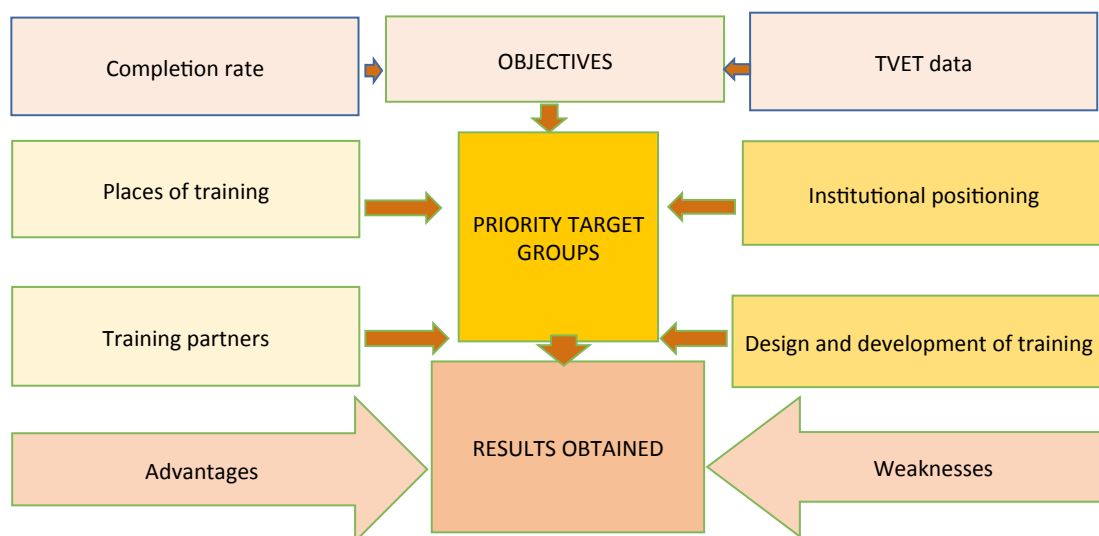 Completion rate
OBJECTIVES
TVET data
Places of training
PRIORITY TARGET
GROUPS
Institutional positioning
Training partners
Design and development of training
RESULTS OBTAINED
Advantages
Weaknesses